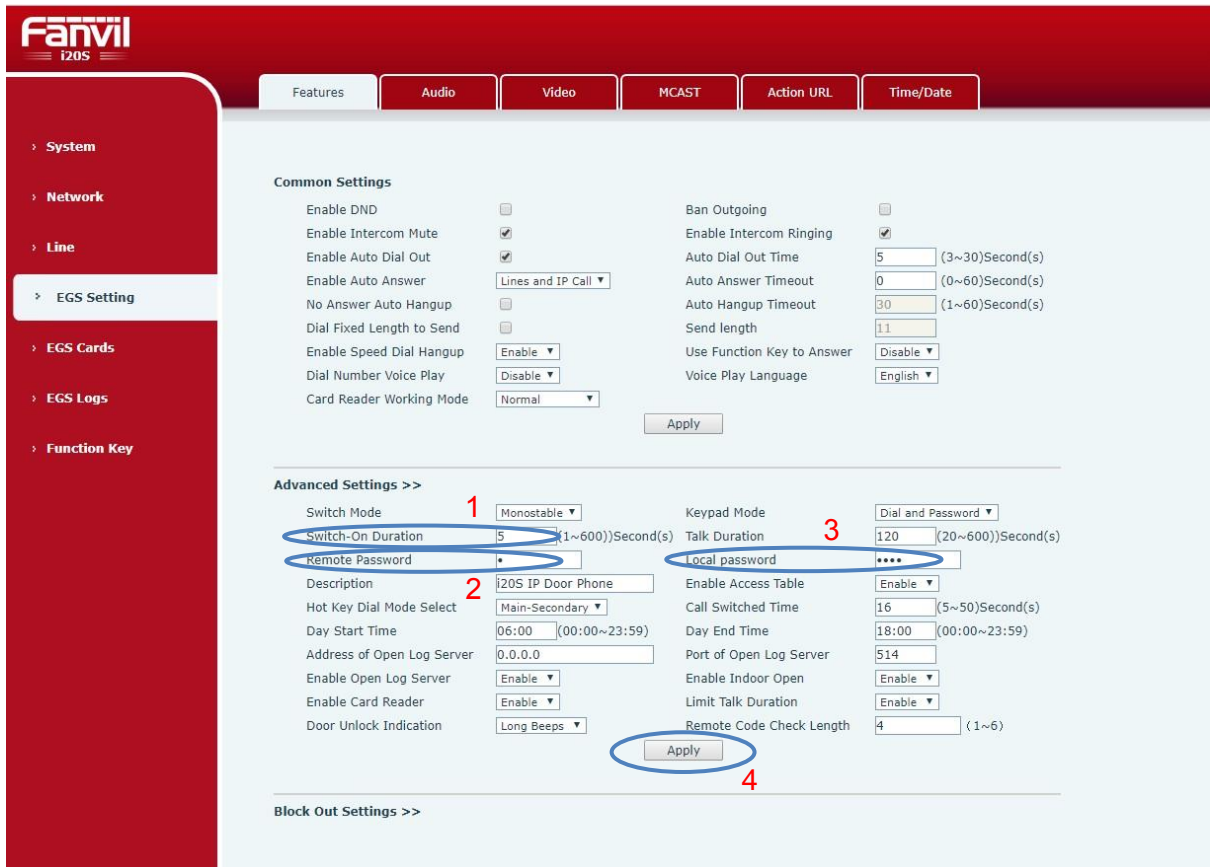 Fanvil
i20S
Features Audio Video MCAST Action URL Time/Date
› System
› Network
› Line
› EGS Setting
› EGS Cards
› EGS Logs
› Function Key
Common Settings
Enable DND Ban Outgoing
Enable Intercom Mute Enable Intercom Ringing
Enable Auto Dial Out Auto Dial Out Time 5 (3~30)Second(s)
Enable Auto Answer Lines and IP Call ▼ Auto Answer Timeout 0 (0~60)Second(s)
No Answer Auto Hangup Auto Hangup Timeout 30 (1~60)Second(s)
Dial Fixed Length to Send Send length 11
Enable Speed Dial Hangup Enable ▼ Use Function Key to Answer Disable ▼
Dial Number Voice Play Disable ▼ Voice Play Language English ▼
Card Reader Working Mode Normal ▼
Apply
Advanced Settings >>
1
Switch Mode Monostable ▼ Keypad Mode Dial and Password ▼
3
Switch-On Duration 5 (1~600))Second(s) Talk Duration 120 (20~600))Second(s)
Remote Password • Local password ••••
2
Description i20S IP Door Phone Enable Access Table Enable ▼
Hot Key Dial Mode Select Main-Secondary ▼ Call Switched Time 16 (5~50)Second(s)
Day Start Time 06:00 (00:00~23:59) Day End Time 18:00 (00:00~23:59)
Address of Open Log Server 0.0.0.0 Port of Open Log Server 514
Enable Open Log Server Enable ▼ Enable Indoor Open Enable ▼
Enable Card Reader Enable ▼ Limit Talk Duration Enable ▼
Door Unlock Indication Long Beeps ▼ Remote Code Check Length 4 (1~6)
Apply
4
Block Out Settings >>